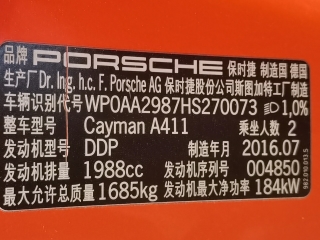 品牌 PORSCHE 保时捷 制造国 德国
生产厂 Dr. Ing. h.c. F. Porsche AG 保时捷股份公司斯图加特工厂制造
车辆识别代号 WP0AA2987HS270073 1,0%
整车型号 Cayman A411 乘坐人数 2
发动机型号 DDP 制造年月 2016.07
发动机排量 1988cc 发动机序列号 004850
最大允许总质量 1685kg 发动机最大净功率 184kW